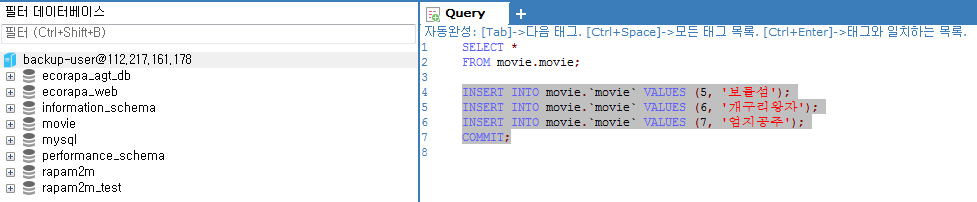 필터 데이터베이스
필터 (Ctrl+Shift+B)
backup-user@112,217,161,178
ecorapa_agt_db
ecorapa_web
information_schema
movie
mysql
performance_schema
rapam2m
rapam2m_test
Query
자동완성: [Tab]->다음 태그. [Ctrl+Space]->모든 태그 목록. [Ctrl+Enter]->태그와 일치하는 목록.
1 SELECT *
2 FROM movie.movie;
3
4 INSERT INTO movie.`movie` VALUES (5, '보물섬');
5 INSERT INTO movie.`movie` VALUES (6, '개구리왕자');
6 INSERT INTO movie.`movie` VALUES (7, '엄지공주');
7 COMMIT;
8